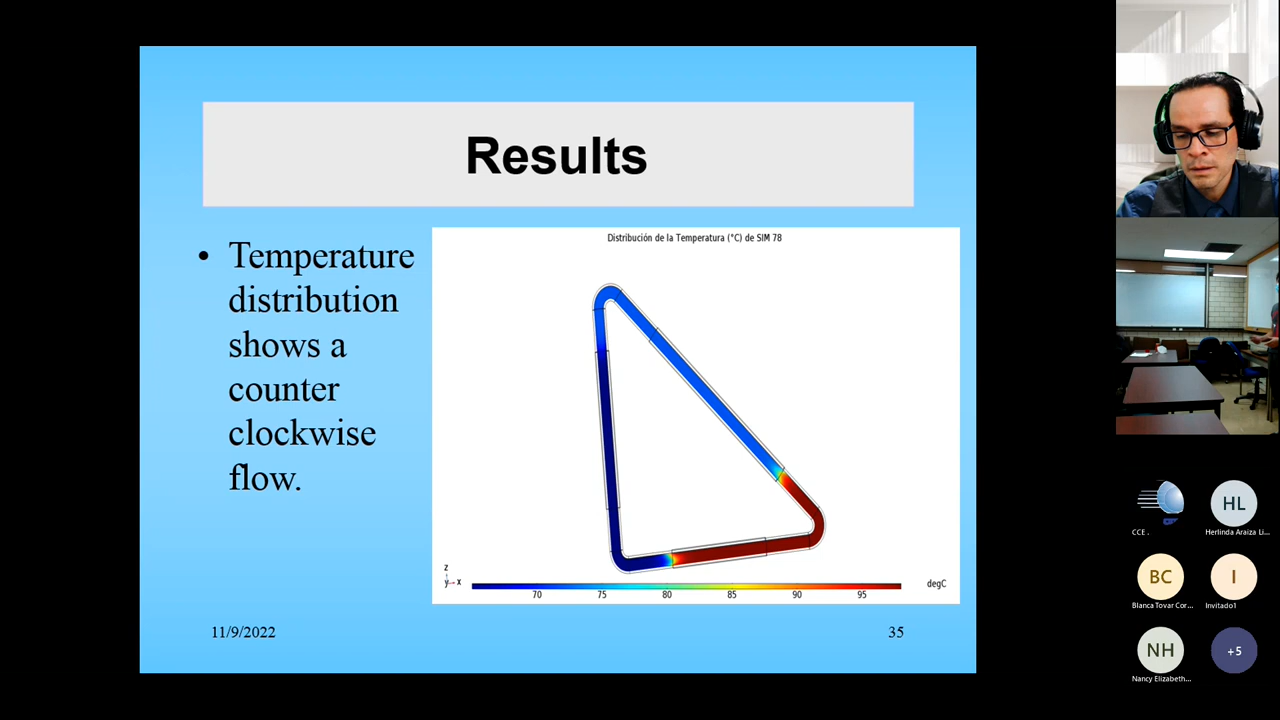 Results
• Temperature
distribution
shows a
counter
clockwise
flow.
Distribución de la Temperatura (°C) de SIM 78
z
y x
degC
70 75 80 85 90 95
11/9/2022
35
CCE .
HL
Herlinda Araiza Li...
BC
Blanca Tovar Cor...
I
Invitado1
NH
Nancy Elizabeth...
+5